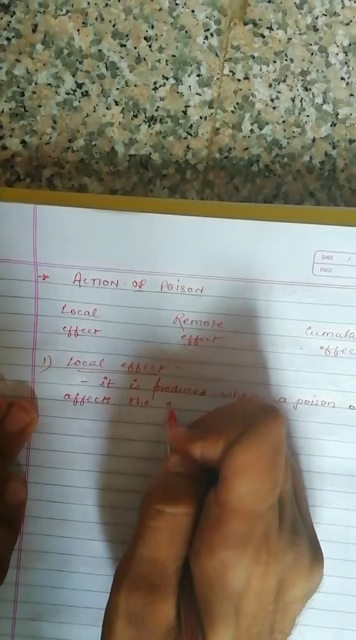 DATE
PAGE
* ACTION OF POISON
Local Remote Cumula
effect effect effec
1) Local effect -
- it is produces when a poison
affects the